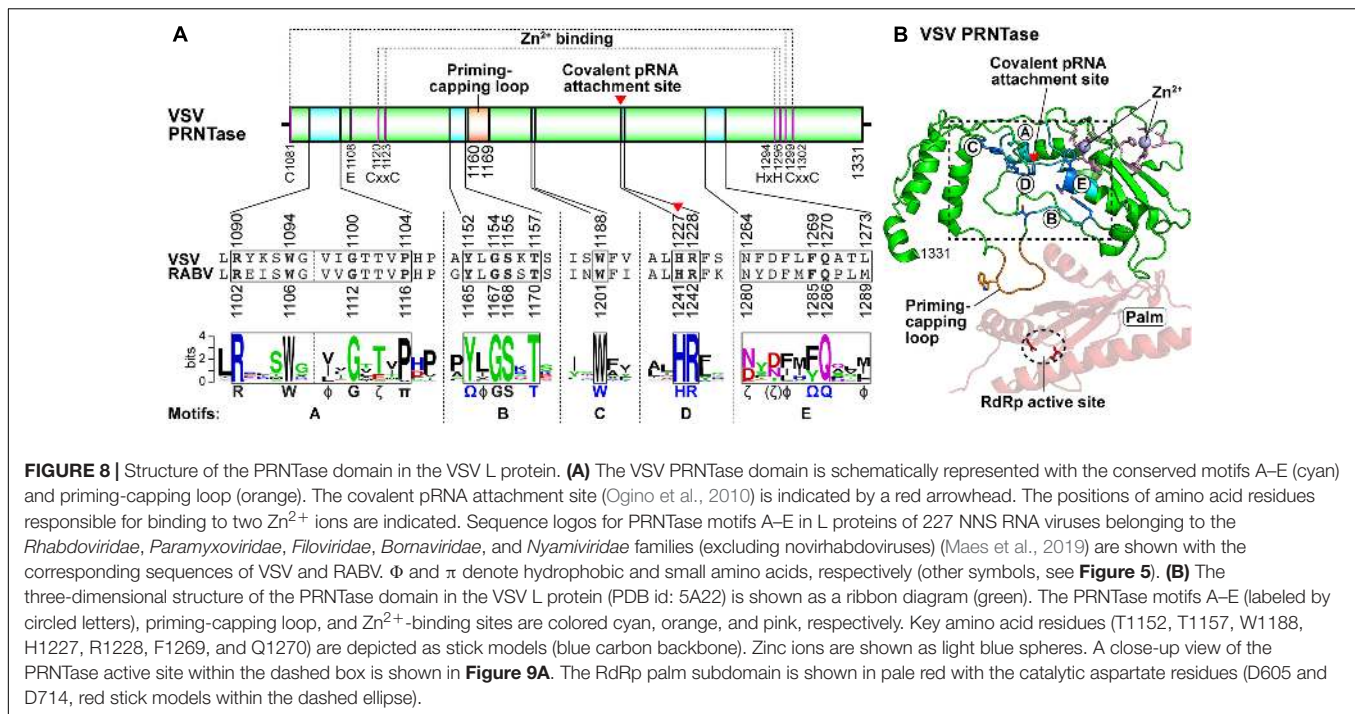 A
Zn²⁺ binding
Priming-
capping loop
Covalent pRNA
attachment site
VSV
PRNTase
C1081
E 1108
1120
1123
CxxC
1160
1169
1294
1296
1299
1302
HxH CxxC
1331
1090 1094 1100 1104 1152 1154 1155 1157 1188 1227 1228 1264 1269 1270 1273
VSV LRYKSWG VIGTTVPHP AYLGSKTS ISWFV ALHRFS NFDFLFQATL
RABV LREISWG VVGTTVPHP GYLGSSTS INWFI ALHRFK NYDFMFQPLM
1102 1106 1112 1116 1165 1167 1168 1170 1201 1241 1242 1280 1285 1286 1289
bits
4
2
0
R W Φ G ζ π Ω Φ GS T W HR ζ (ζ) Φ Ω Q Φ
Motifs: A B C D E
B VSV PRNTase
Covalent pRNA
attachment site
Zn²⁺
A
C
D
E
B
1331
Priming-
capping
loop
Palm
RdRp active site
FIGURE 8 | Structure of the PRNTase domain in the VSV L protein. (A) The VSV PRNTase domain is schematically represented with the conserved motifs A–E (cyan)
and priming-capping loop (orange). The covalent pRNA attachment site (Ogino et al., 2010) is indicated by a red arrowhead. The positions of amino acid residues
responsible for binding to two Zn²⁺ ions are indicated. Sequence logos for PRNTase motifs A–E in L proteins of 227 NNS RNA viruses belonging to the
Rhabdoviridae, Paramyxoviridae, Filoviridae, Bornaviridae, and Nyamiviridae families (excluding novirhabdoviruses) (Maes et al., 2019) are shown with the
corresponding sequences of VSV and RABV. Φ and π denote hydrophobic and small amino acids, respectively (other symbols, see Figure 5). (B) The
three-dimensional structure of the PRNTase domain in the VSV L protein (PDB id: 5A22) is shown as a ribbon diagram (green). The PRNTase motifs A–E (labeled by
circled letters), priming-capping loop, and Zn²⁺-binding sites are colored cyan, orange, and pink, respectively. Key amino acid residues (T1152, T1157, W1188,
H1227, R1228, F1269, and Q1270) are depicted as stick models (blue carbon backbone). Zinc ions are shown as light blue spheres. A close-up view of the
PRNTase active site within the dashed box is shown in Figure 9A. The RdRp palm subdomain is shown in pale red with the catalytic aspartate residues (D605 and
D714, red stick models within the dashed ellipse).